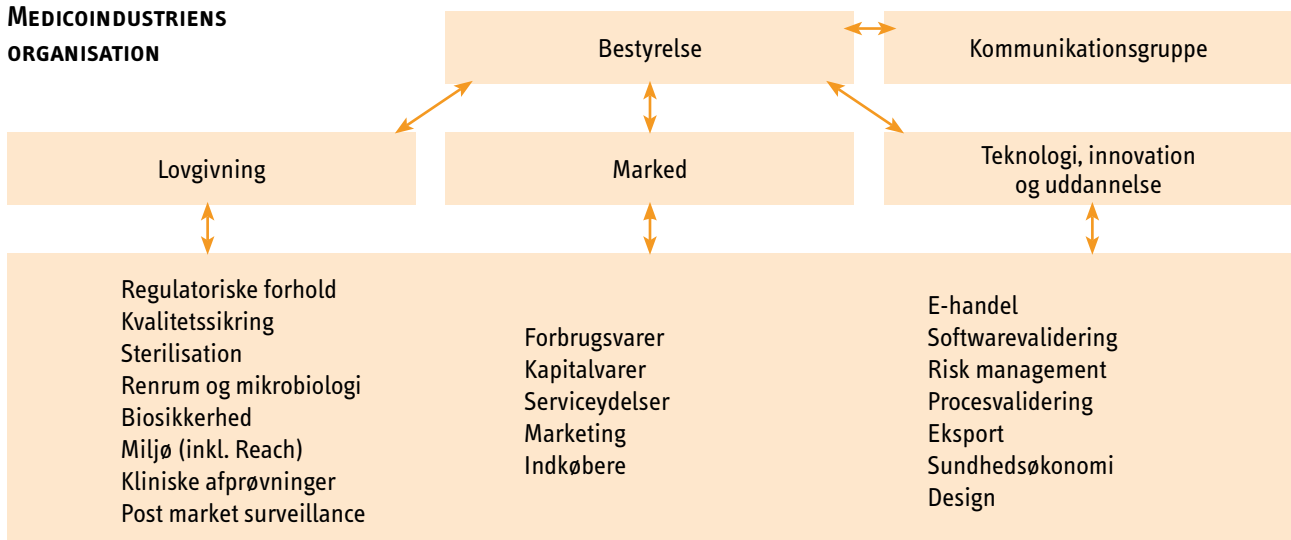 MEDICOINDUSTRIENS
ORGANISATION
Bestyrelse
Kommunikationsgruppe
Lovgivning
Marked
Teknologi, innovation
og uddannelse
Regulatoriske forhold
Kvalitetssikring
Sterilisation
Renrum og mikrobiologi
Biosikkerhed
Miljø (inkl. Reach)
Kliniske afprøvninger
Post market surveillance
Forbrugsvarer
Kapitalvarer
Serviceydelser
Marketing
Indkøbere
E-handel
Softwarevalidering
Risk management
Procesvalidering
Eksport
Sundhedsøkonomi
Design